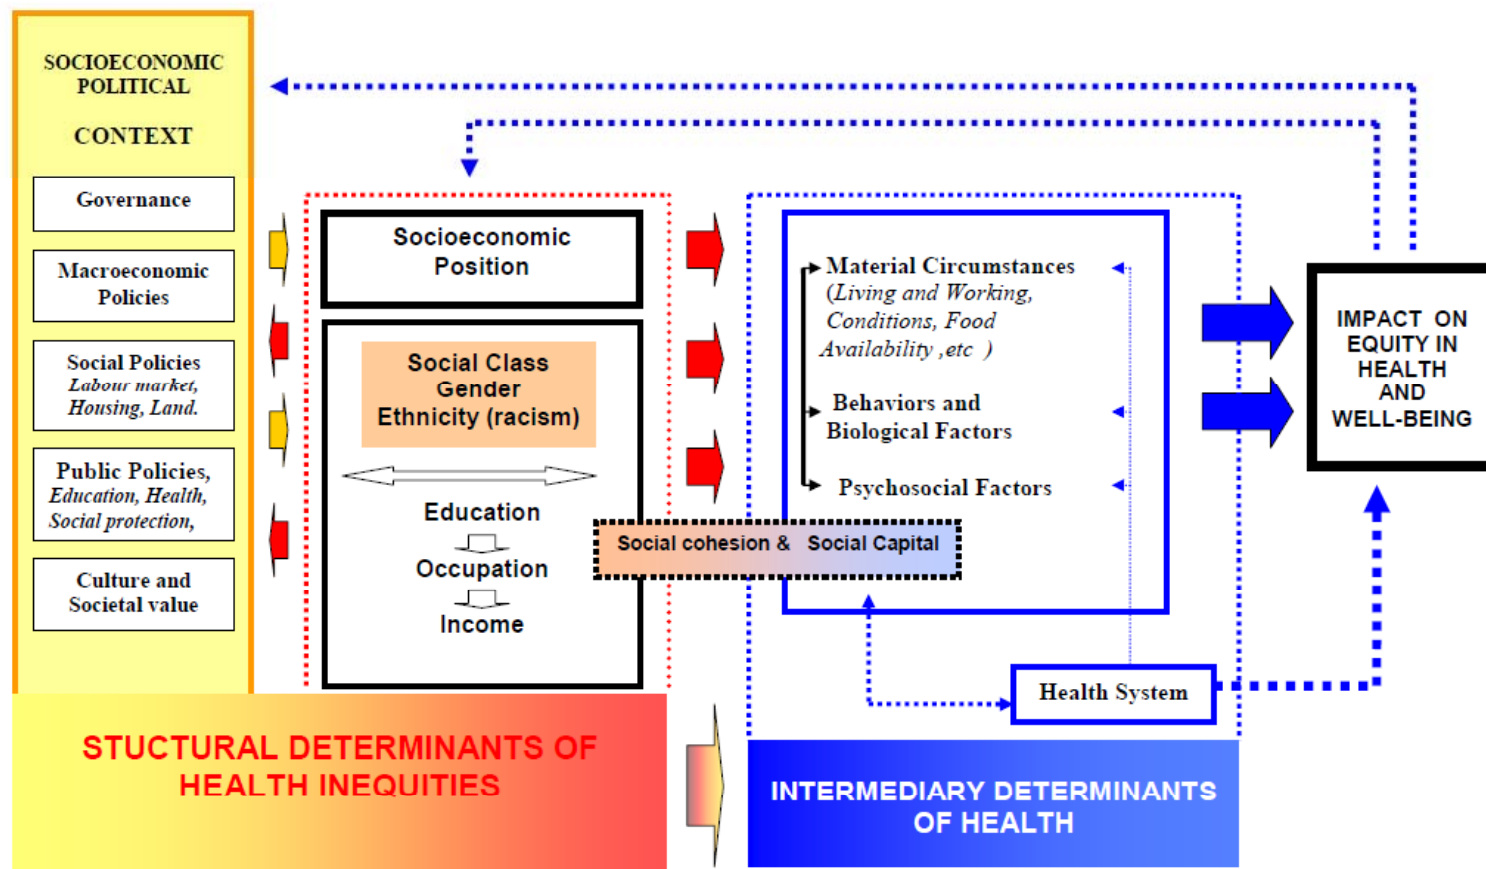 SOCIOECONOMIC
POLITICAL
CONTEXT
Governance
Macroeconomic
Policies
Social Policies
Labour market,
Housing, Land.
Public Policies,
Education, Health,
Social protection,
Culture and
Societal value
Socioeconomic
Position
Social Class
Gender
Ethnicity (racism)
Education
Occupation
Income
Social cohesion & Social Capital
Material Circumstances
(Living and Working,
Conditions, Food
Availability ,etc )
Behaviors and
Biological Factors
Psychosocial Factors
Health System
IMPACT ON
EQUITY IN
HEALTH
AND
WELL-BEING
STUCTURAL DETERMINANTS OF
HEALTH INEQUITIES
INTERMEDIARY DETERMINANTS
OF HEALTH